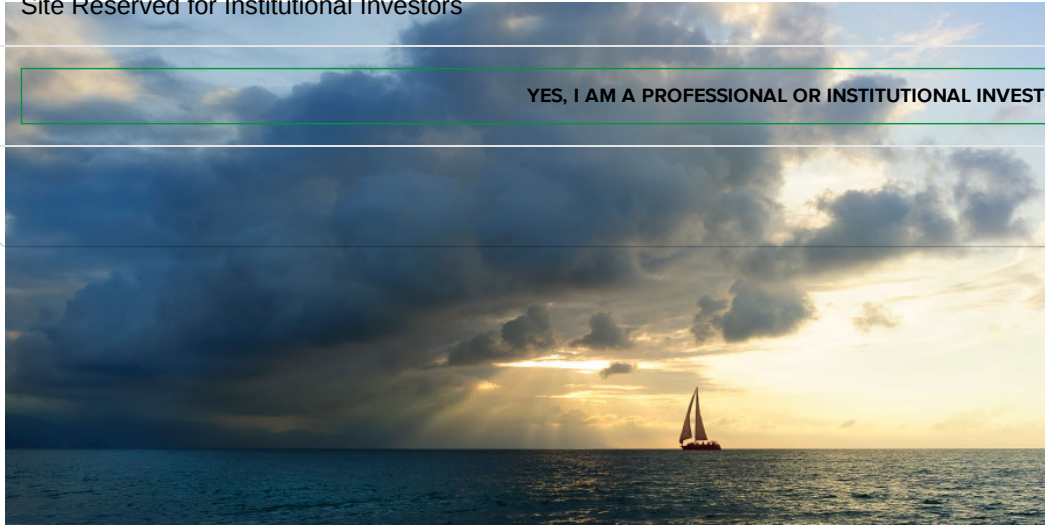 Site Reserved for Institutional Investors
YES, I AM A PROFESSIONAL OR INSTITUTIONAL INVEST